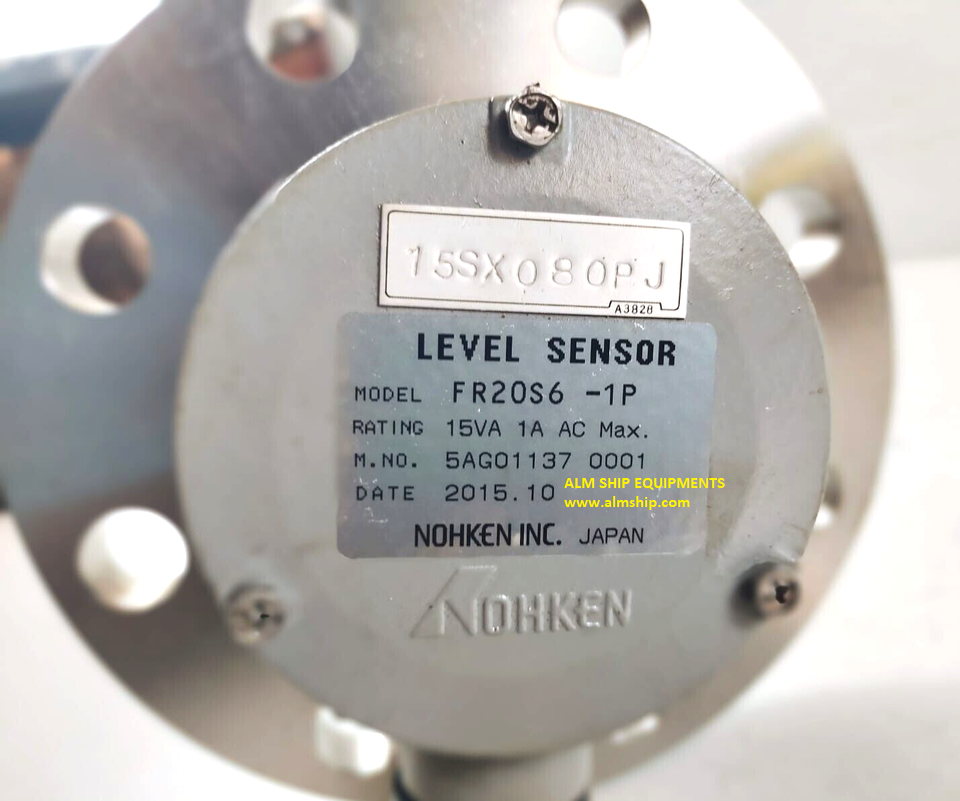 15SX080PJ
A3828
LEVEL SENSOR
MODEL FR20S6 -1P
RATING 15VA 1A AC Max.
M.NO. 5AG01137 0001
DATE 2015.10
ALM SHIP EQUIPMENTS
www.almship.com
NOHKEN INC. JAPAN
NOHKEN